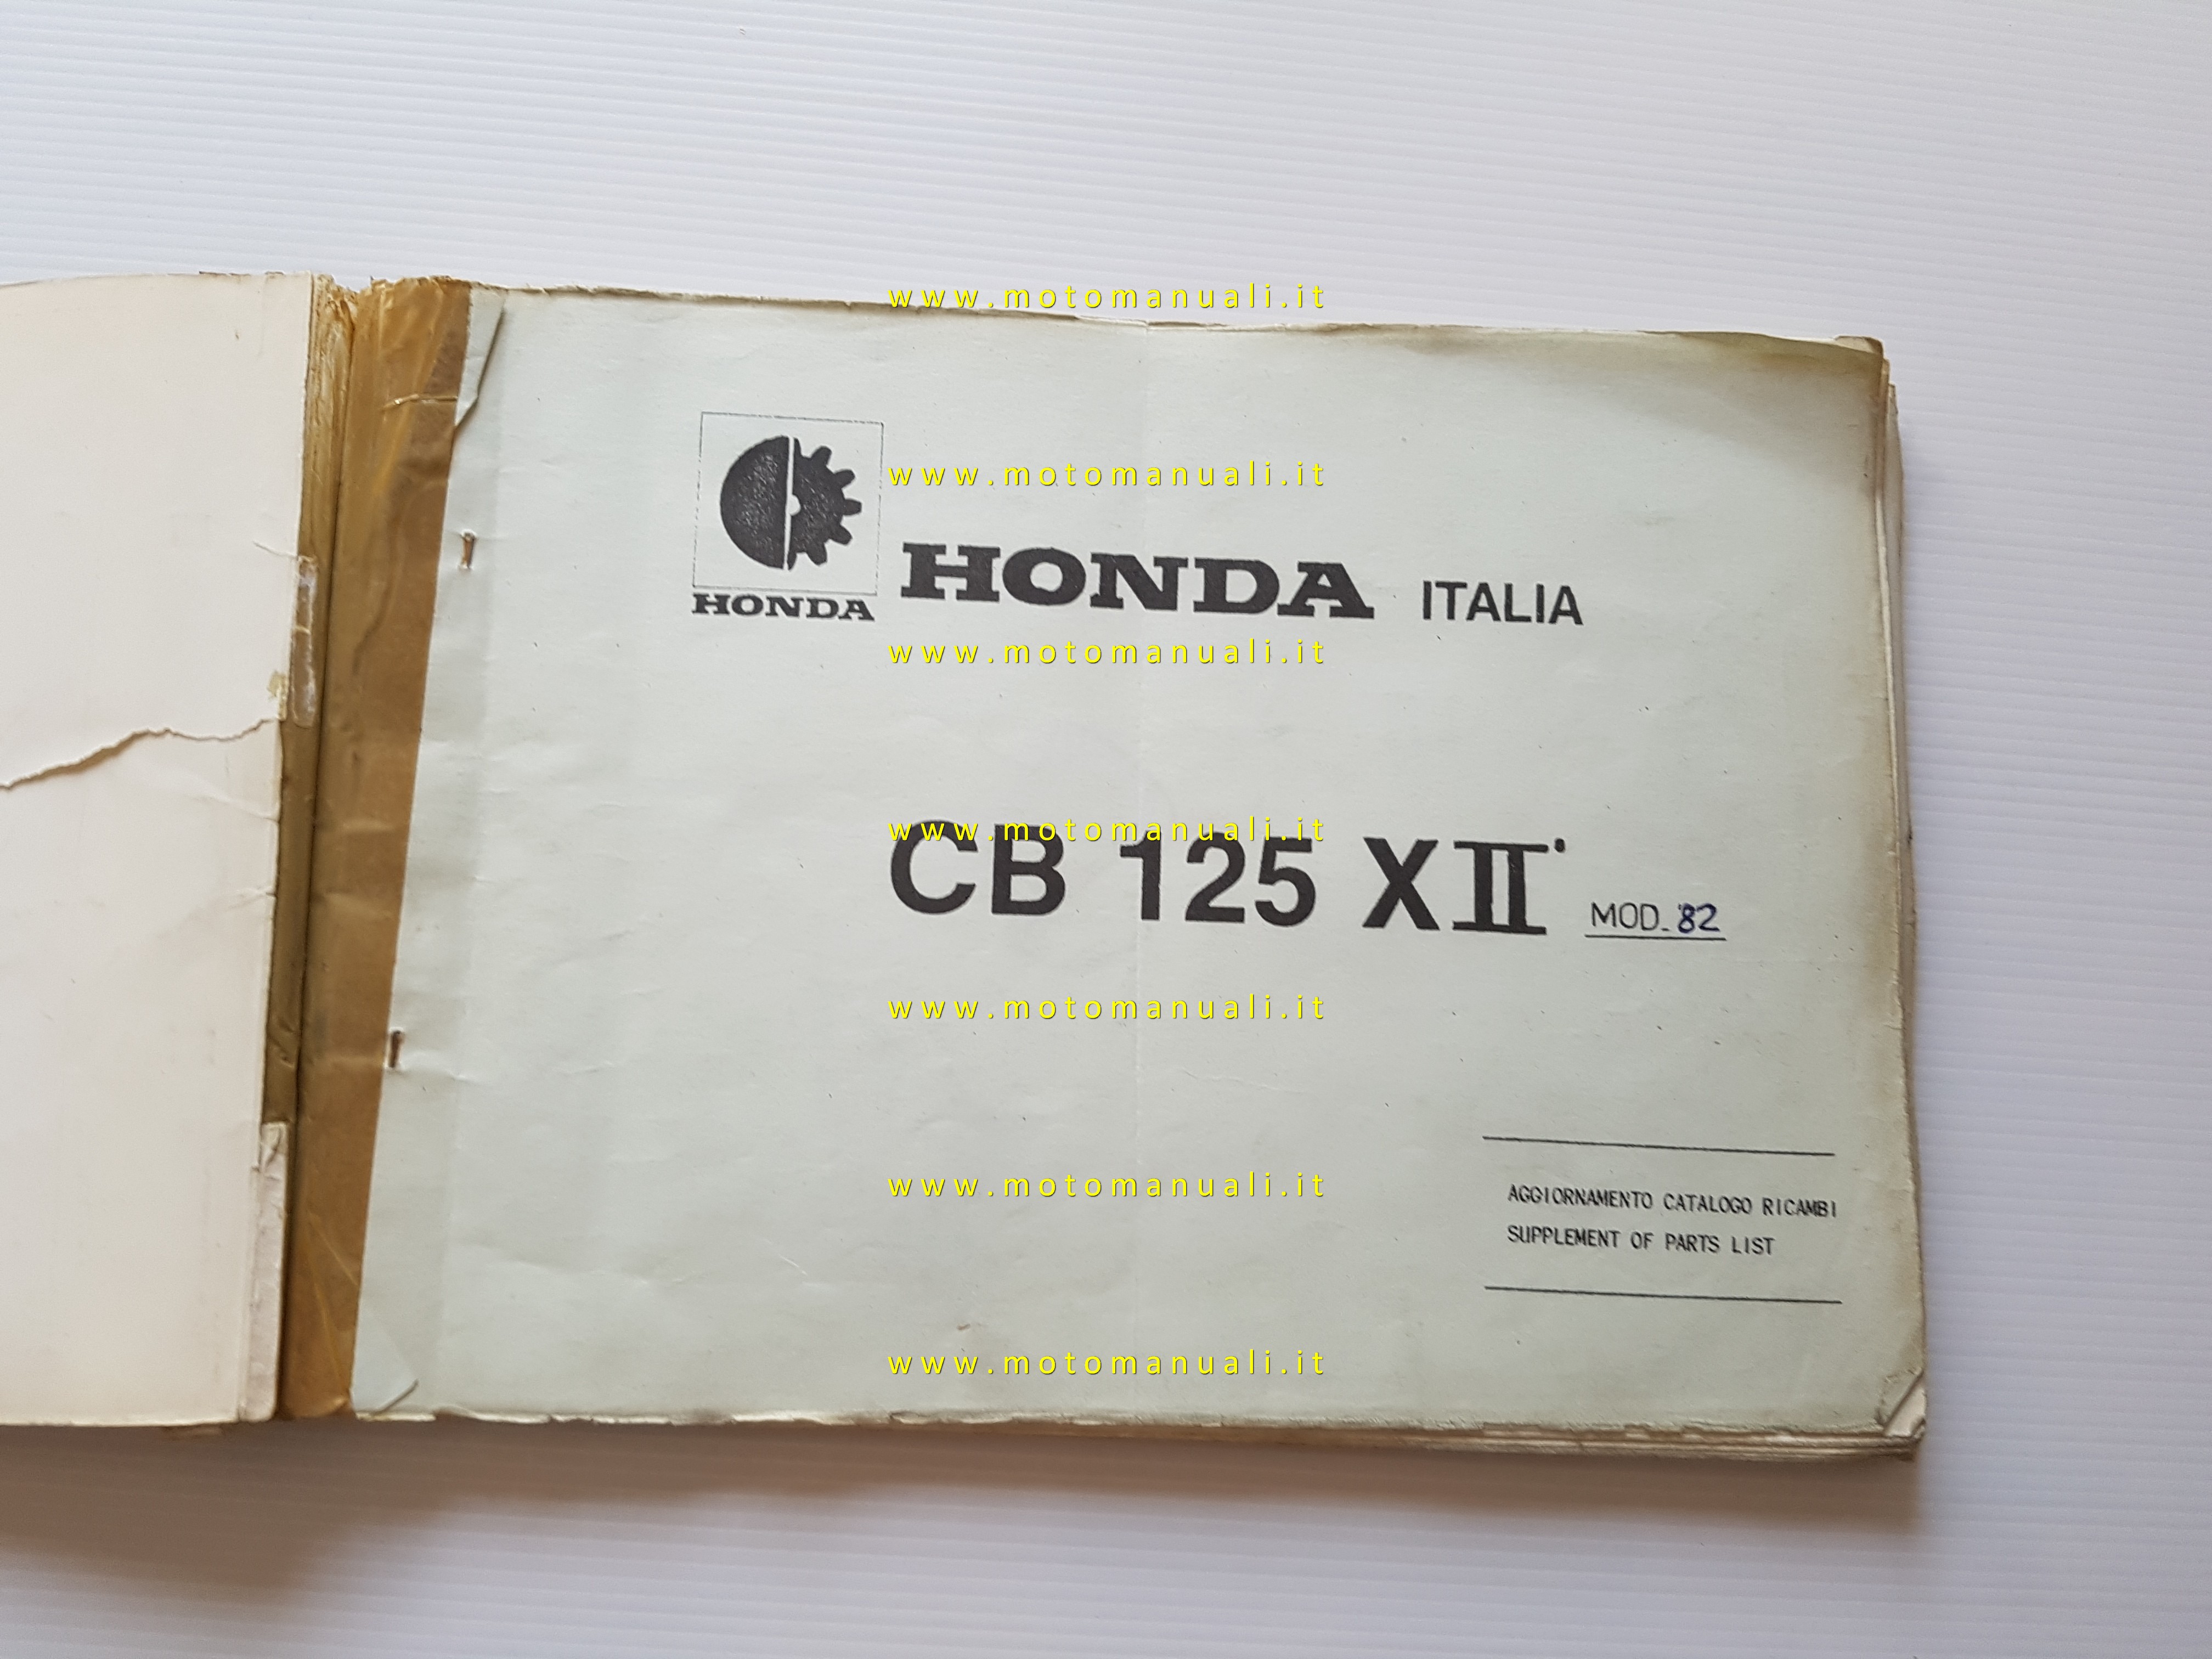 www.motomanuali.it
www.motomanuali.it
HONDA
HONDA ITALIA
www.motomanuali.it
www.motomanuali.it
CB 125 XII' MOD. 82
www.motomanuali.it
www.motomanuali.it
AGGIORNAMENTO CATALOGO RICAMBI
SUPPLEMENT OF PARTS LIST
www.motomanuali.it